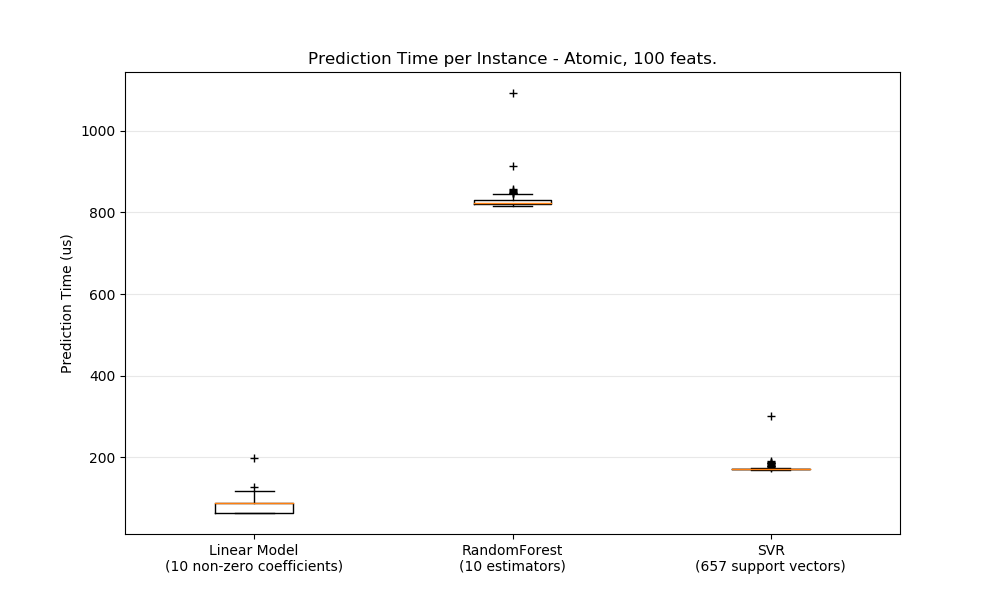 Prediction Time per Instance - Atomic, 100 feats.
Prediction Time (us)
1000
800
600
400
200
Linear Model
(10 non-zero coefficients)
RandomForest
(10 estimators)
SVR
(657 support vectors)